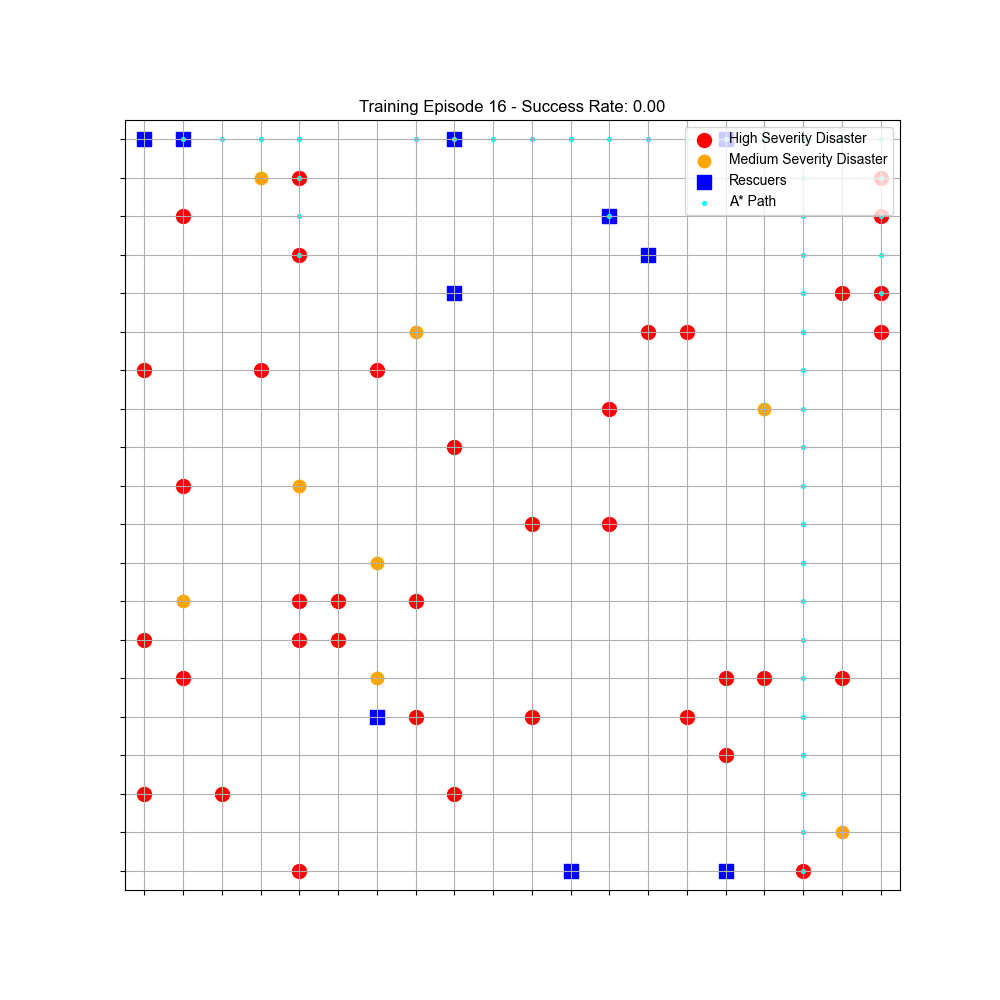 Training Episode 16 - Success Rate: 0.00
High Severity Disaster
Medium Severity Disaster
Rescuers
A* Path